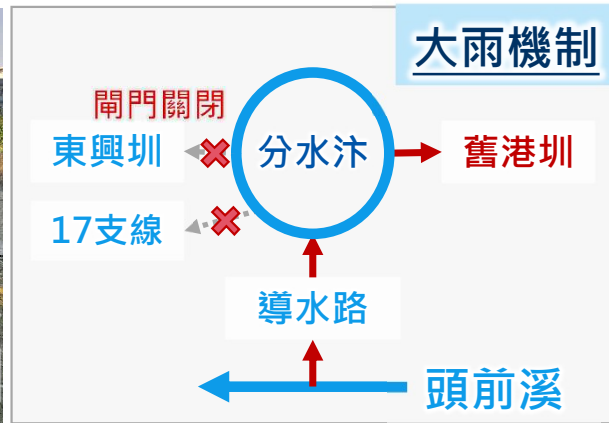 大雨機制
閘門關閉
東興圳
分水汴
舊港圳
17支線
導水路
頭前溪